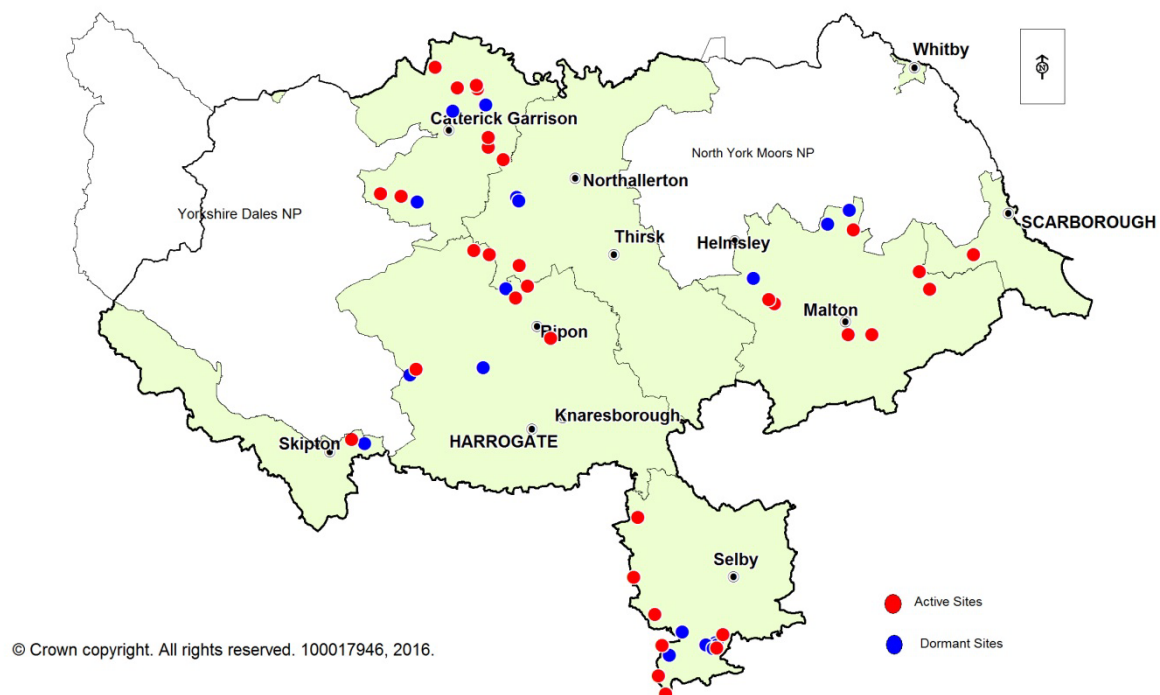 Whitby
N
Catterick Garrison
North York Moors NP
Northallerton
Yorkshire Dales NP
SCARBOROUGH
Thirsk
Helmsley
Malton
Ripon
Knaresborough
HARROGATE
Skipton
Selby
Active Sites
Dormant Sites
© Crown copyright. All rights reserved. 100017946, 2016.